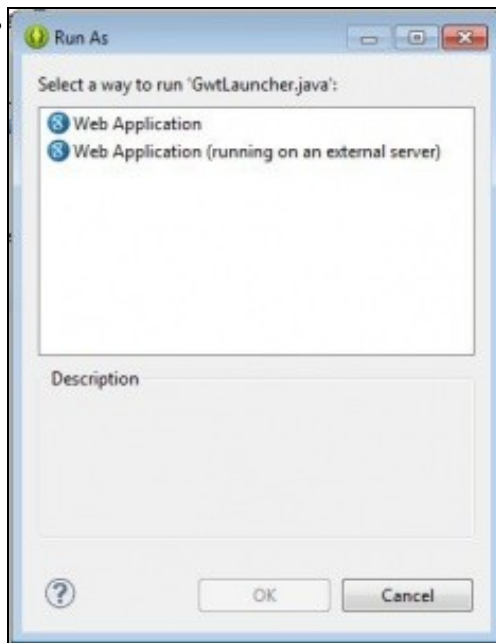 Run As
Select a way to run 'GwtLauncher.java':
Web Application
Web Application (running on an external server)
Description
?
OK
Cancel